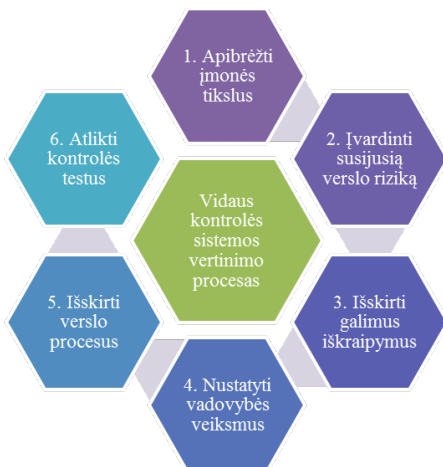 1. Apibrėžti
įmonės
tikslus
2. Įvardinti
susijusią
verslo riziką
3. Išskirti
galimus
iškraipymus
4. Nustatyti
vadovybės
veiksmus
5. Išskirti
verslo
procesus
6. Atlikti
kontrolės
testus
Vidaus
kontrolės
sistemos
vertinimo
procesas